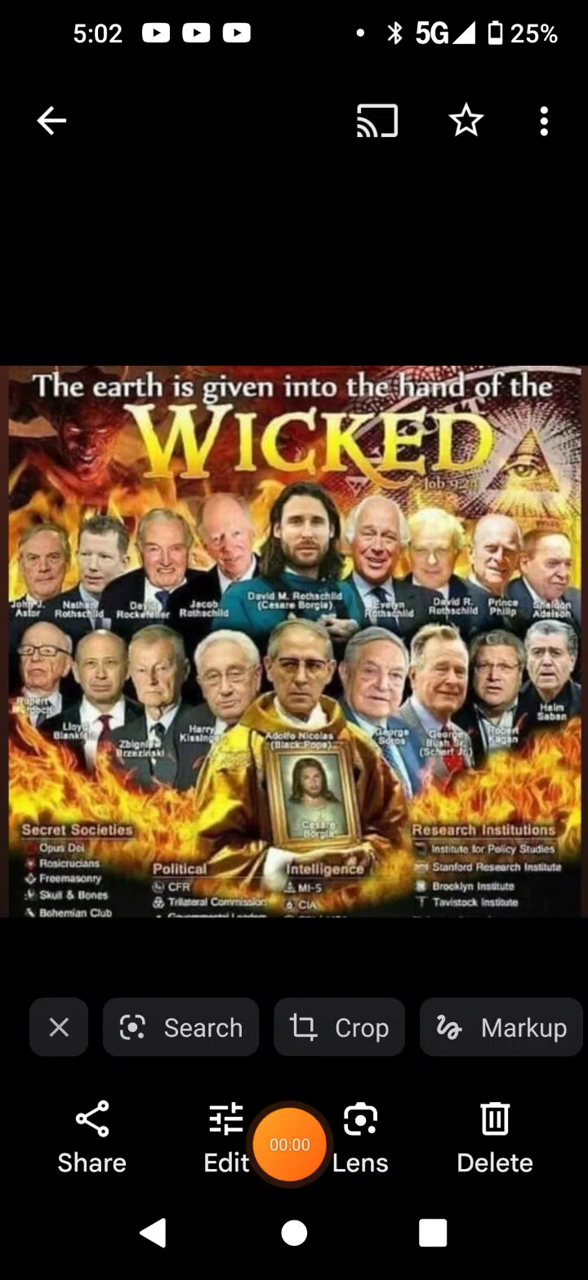 5:02
5G 25%
The earth is given into the hand of the
WICKED
Job 9:24
John J. Astor
Nathan Rothschild
David Rockefeller
Jacob Rothschild
David M. Rothschild
(Cesare Borgia)
Evelyn Rothschild
David R. Rothschild
Prince Philip
Sheldon Adelson
Rupert Murdoch
Lloyd
Zbigniew Brzezinski
Harry Kissinger
Adolfo Nicolas
(Black Pope)
George Soros
George Bush Sr.
(Scherf Jr.)
Robert Kagan
Haim Saban
Cesare Borgia
Secret Societies
Opus Dei
Rosicrucians
Freemasonry
Skull & Bones
Bohemian Club
Political
CFR
Trilateral Commission
Intelligence
MI-5
CIA
Research Institutions
Institute for Policy Studies
Stanford Research Institute
Brooklyn Institute
Tavistock Institute
Search
Crop
Markup
Share
Edit
00:00
Lens
Delete